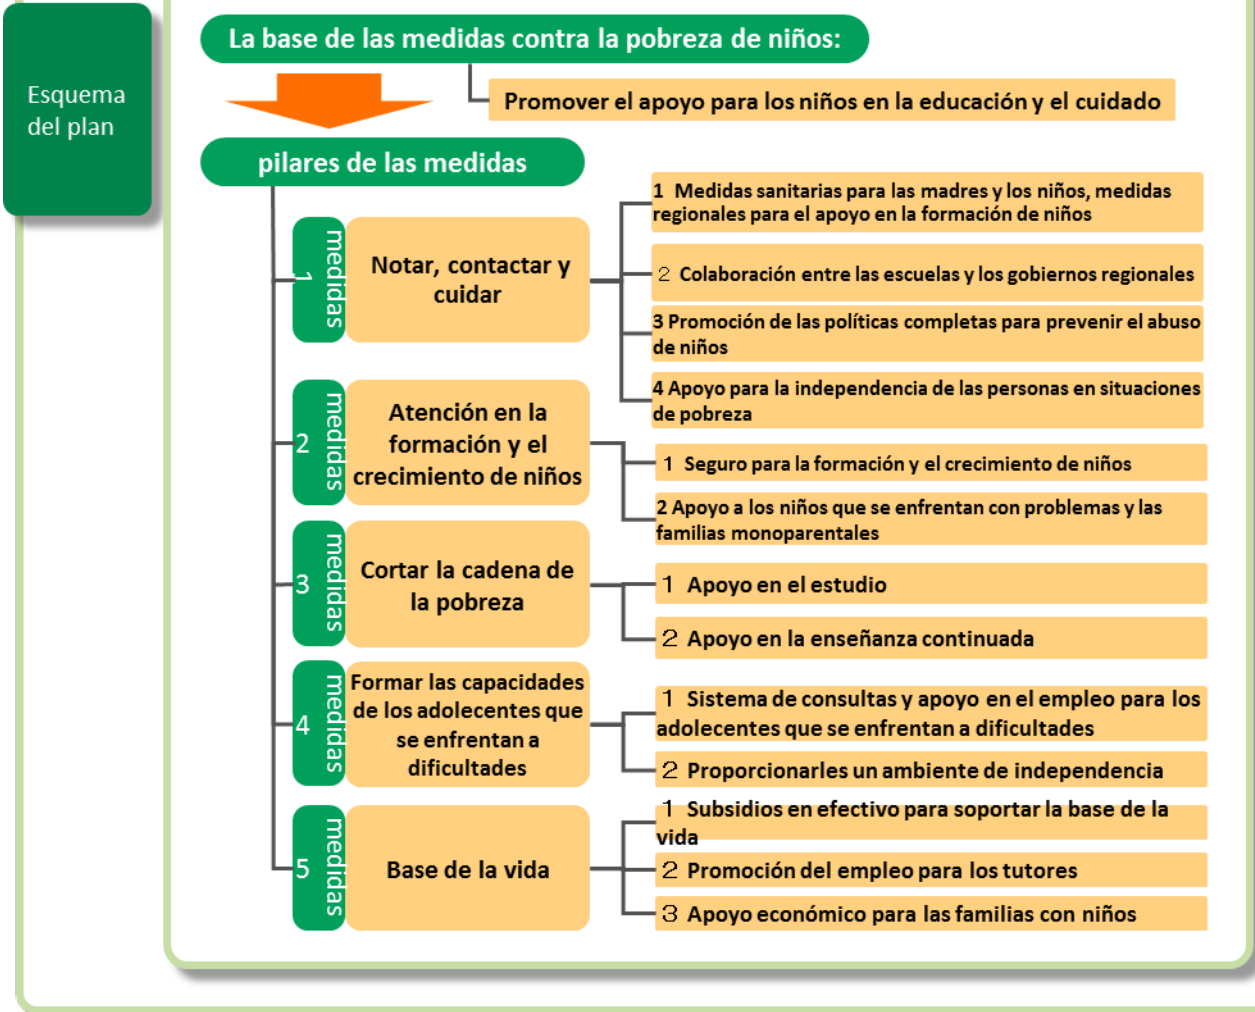 Esquema
del plan
La base de las medidas contra la pobreza de niños:
Promover el apoyo para los niños en la educación y el cuidado
pilares de las medidas
medidas
1
Notar, contactar y
cuidar
1 Medidas sanitarias para las madres y los niños, medidas
regionales para el apoyo en la formación de niños
2 Colaboración entre las escuelas y los gobiernos regionales
3 Promoción de las políticas completas para prevenir el abuso
de niños
4 Apoyo para la independencia de las personas en situaciones
de pobreza
medidas
2
Atención en la
formación y el
crecimiento de niños
1 Seguro para la formación y el crecimiento de niños
2 Apoyo a los niños que se enfrentan con problemas y las
familias monoparentales
medidas
3
Cortar la cadena de
la pobreza
1 Apoyo en el estudio
2 Apoyo en la enseñanza continuada
medidas
4
Formar las capacidades
de los adolecentes que
se enfrentan a
dificultades
1 Sistema de consultas y apoyo en el empleo para los
adolecentes que se enfrentan a dificultades
2 Proporcionarles un ambiente de independencia
medidas
5
Base de la vida
1 Subsidios en efectivo para soportar la base de la
vida
2 Promoción del empleo para los tutores
3 Apoyo económico para las familias con niños